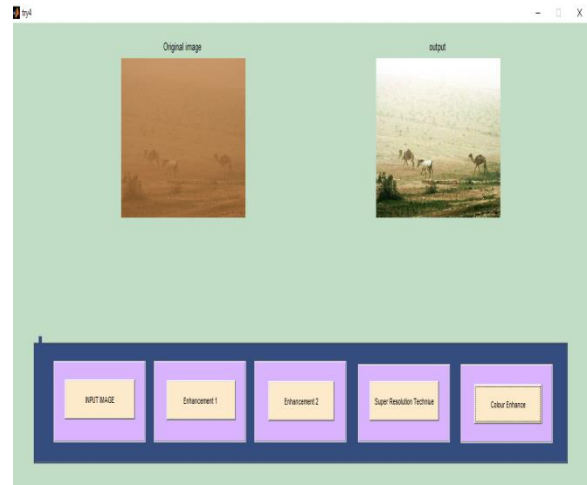 try4
Original image
output
INPUT IMAGE
Enhancement 1
Enhancement 2
Super Resolution Techniue
Colour Enhance